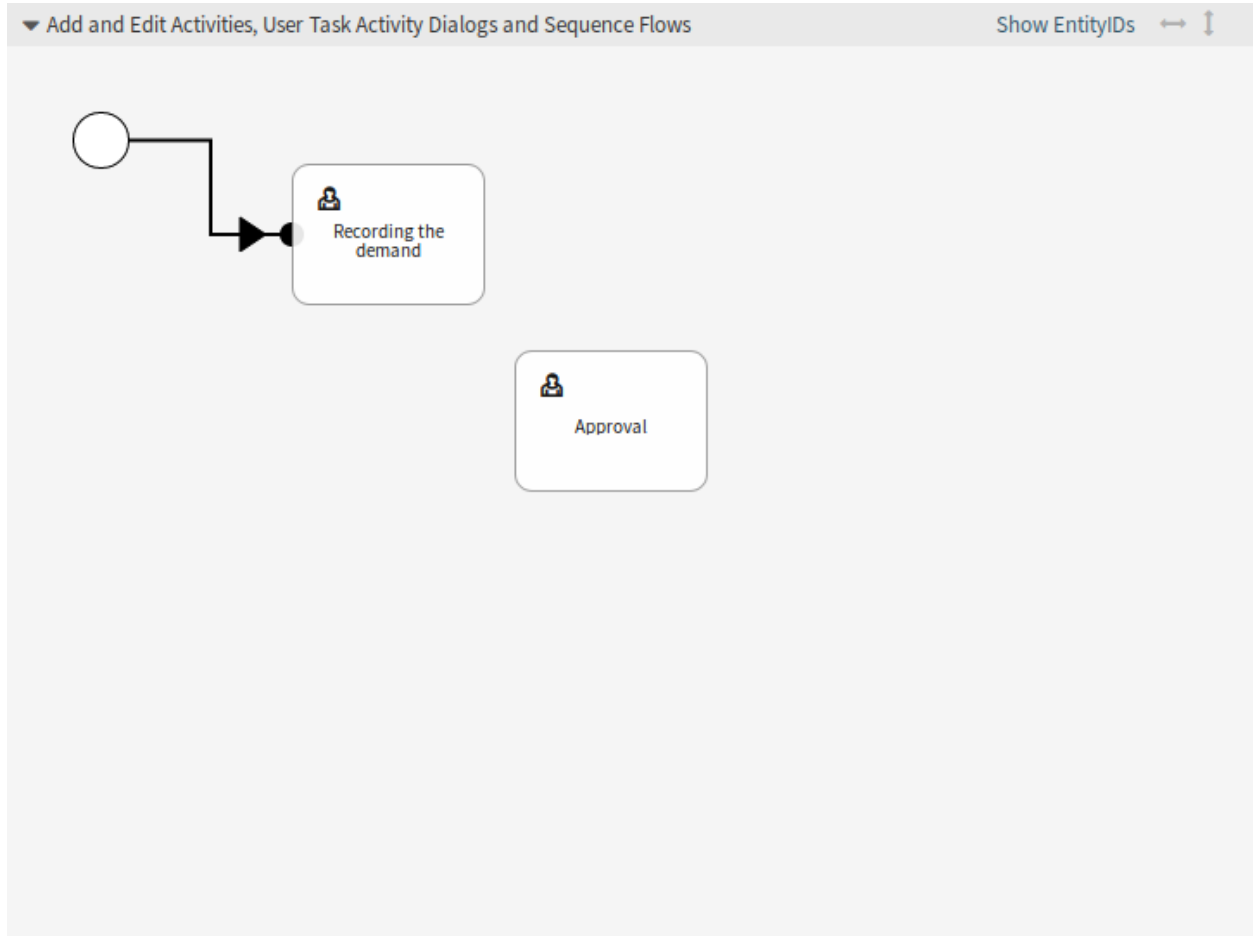 Add and Edit Activities, User Task Activity Dialogs and Sequence Flows
Show EntityIDs
Recording the
demand
Approval